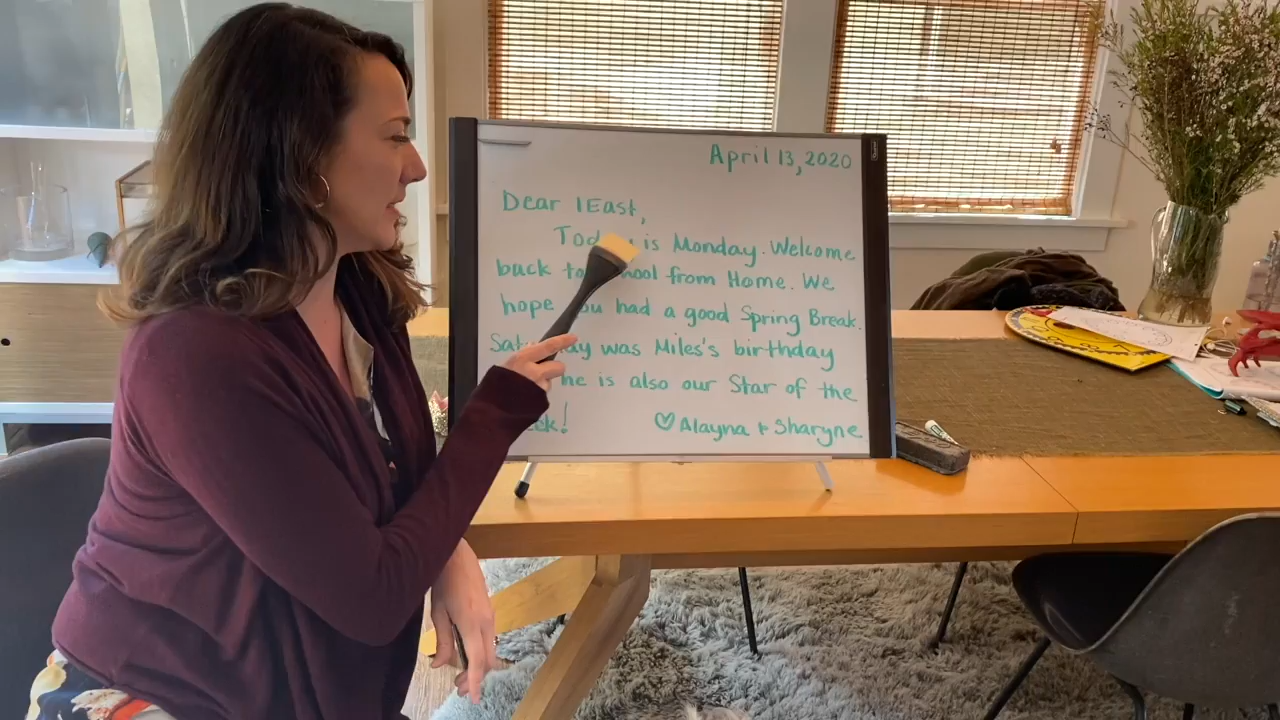 April 13, 2020
Dear 1East,
is Monday. Welcome
back from Home. We
hope had a good Spring Break.
was Miles's birthday
he is also our Star of the
♡ Alayna + Sharyne